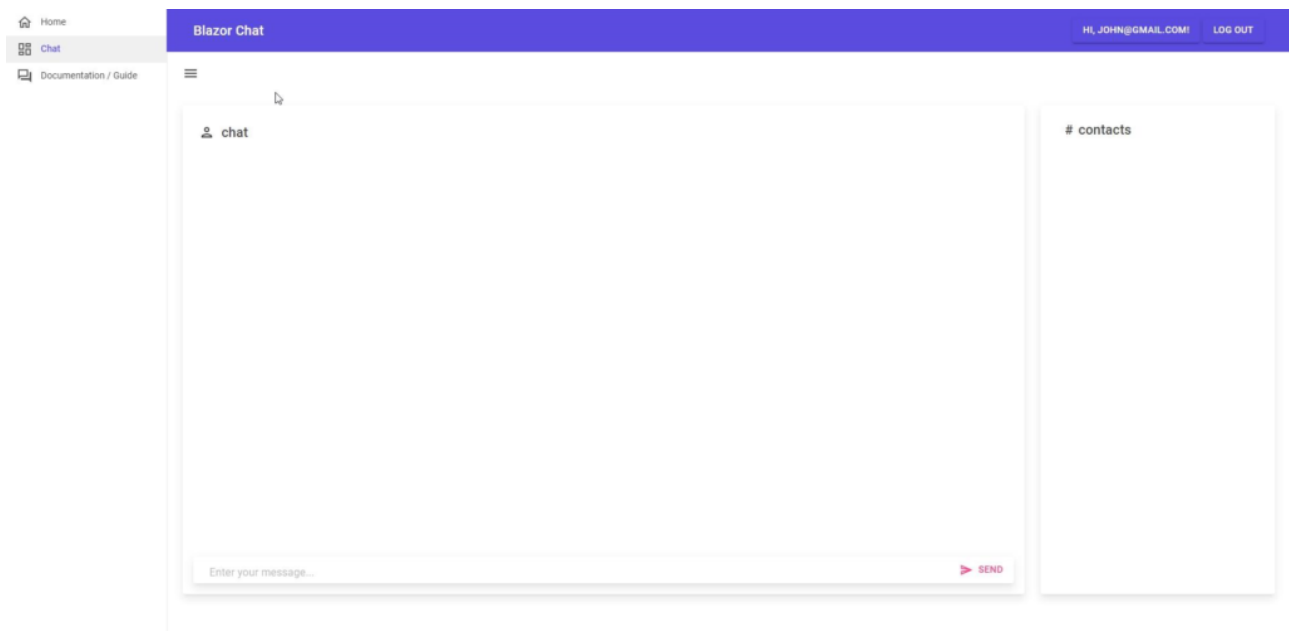 Home
Chat
Documentation / Guide
Blazor Chat
HI, JOHN@GMAIL.COM!
LOG OUT
chat
# contacts
Enter your message...
SEND